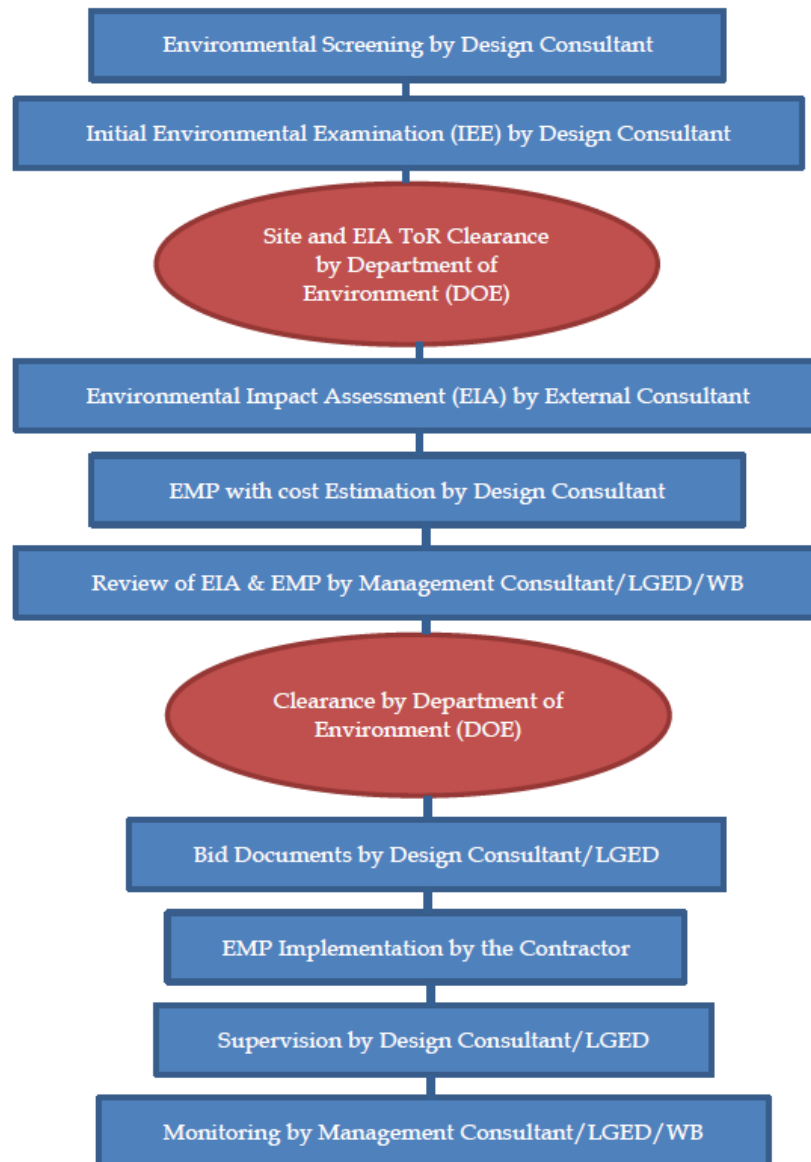 Environmental Screening by Design Consultant
Initial Environmental Examination (IEE) by Design Consultant
Site and EIA ToR Clearance
by Department of
Environment (DOE)
Environmental Impact Assessment (EIA) by External Consultant
EMP with cost Estimation by Design Consultant
Review of EIA & EMP by Management Consultant/LGED/WB
Clearance by Department of
Environment (DOE)
Bid Documents by Design Consultant/LGED
EMP Implementation by the Contractor
Supervision by Design Consultant/LGED
Monitoring by Management Consultant/LGED/WB